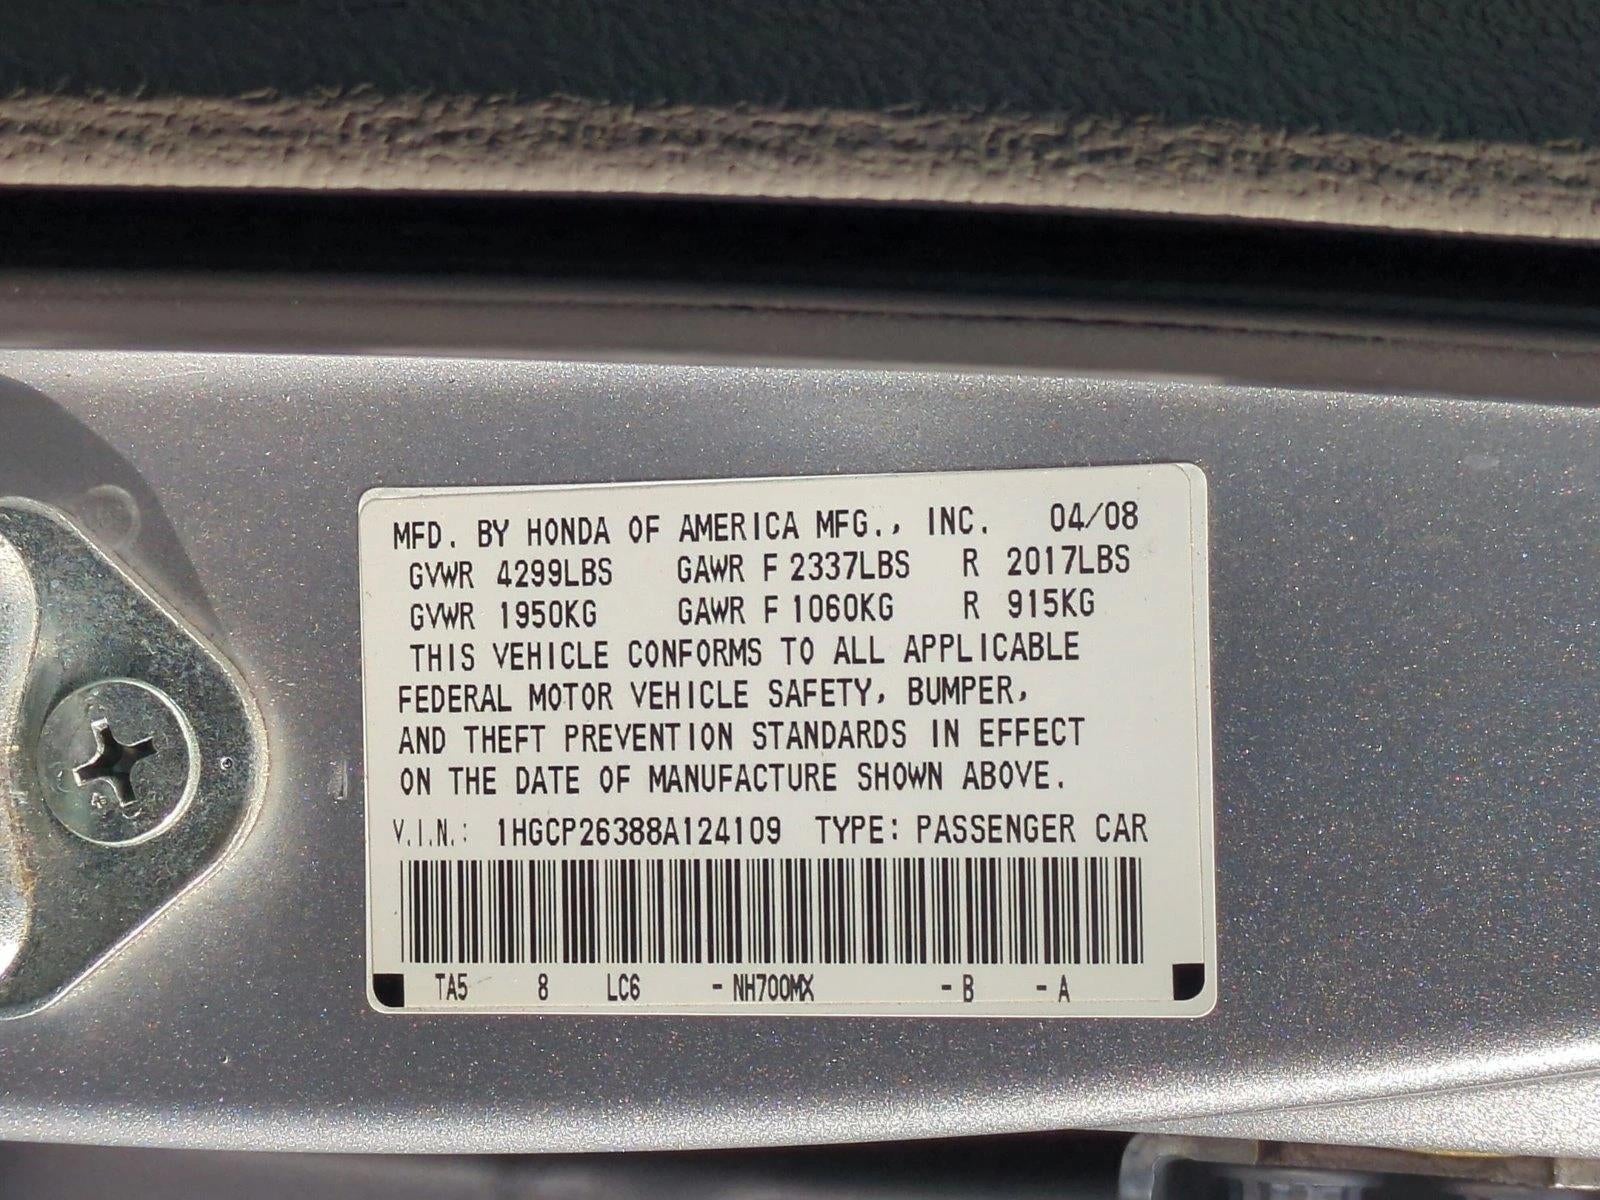 MFD. BY HONDA OF AMERICA MFG., INC. 04/08
GVWR 4299LBS GAWR F 2337LBS R 2017LBS
GVWR 1950KG GAWR F 1060KG R 915KG
THIS VEHICLE CONFORMS TO ALL APPLICABLE
FEDERAL MOTOR VEHICLE SAFETY, BUMPER,
AND THEFT PREVENTION STANDARDS IN EFFECT
ON THE DATE OF MANUFACTURE SHOWN ABOVE.
V.I.N.: 1HGCP26388A124109 TYPE: PASSENGER CAR
TA5 8 LC6 - NH700MX - B - A
4